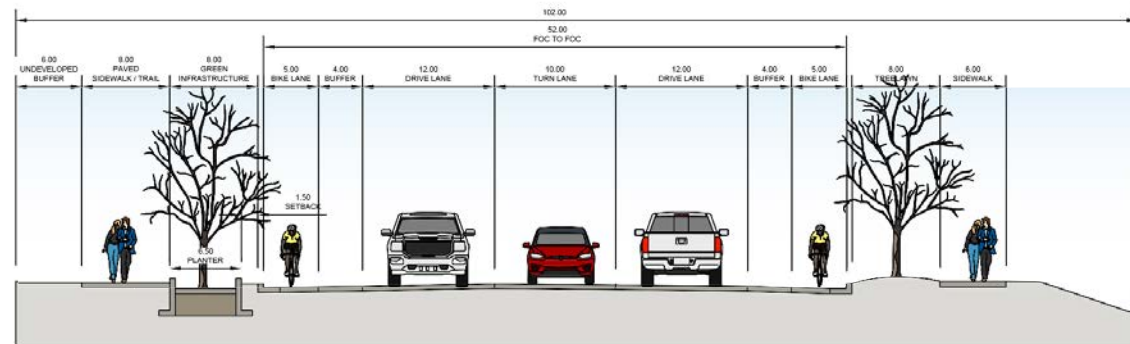 102.00
52.00
FOC TO FOC
6.00
UNDEVELOPED
BUFFER
8.00
PAVED
SIDEWALK / TRAIL
8.00
GREEN
INFRASTRUCTURE
5.00
BIKE LANE
4.00
BUFFER
12.00
DRIVE LANE
10.00
TURN LANE
12.00
DRIVE LANE
4.00
BUFFER
5.00
BIKE LANE
8.00
TREELAWN
6.00
SIDEWALK
1.50
SETBACK
6.50
PLANTER